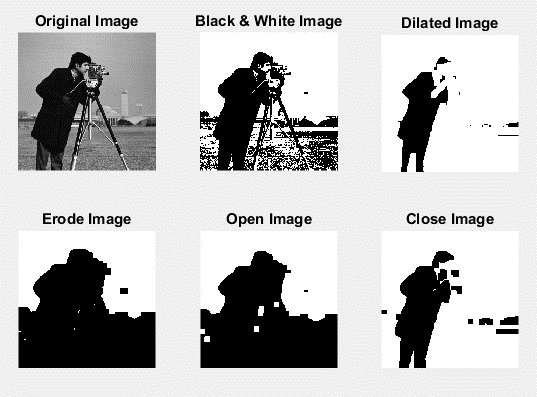 Original Image
Black & White Image
Dilated Image
Erode Image
Open Image
Close Image